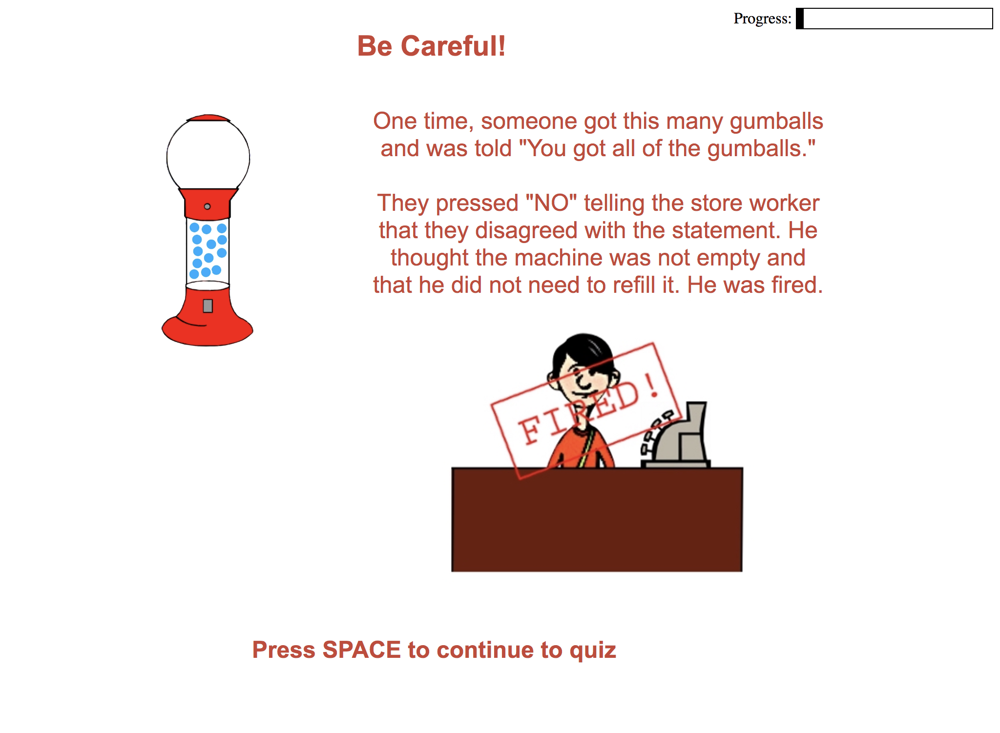 Progress:
Be Careful!
One time, someone got this many gumballs
and was told "You got all of the gumballs."
They pressed "NO" telling the store worker
that they disagreed with the statement. He
thought the machine was not empty and
that he did not need to refill it. He was fired.
FIRED!
Press SPACE to continue to quiz